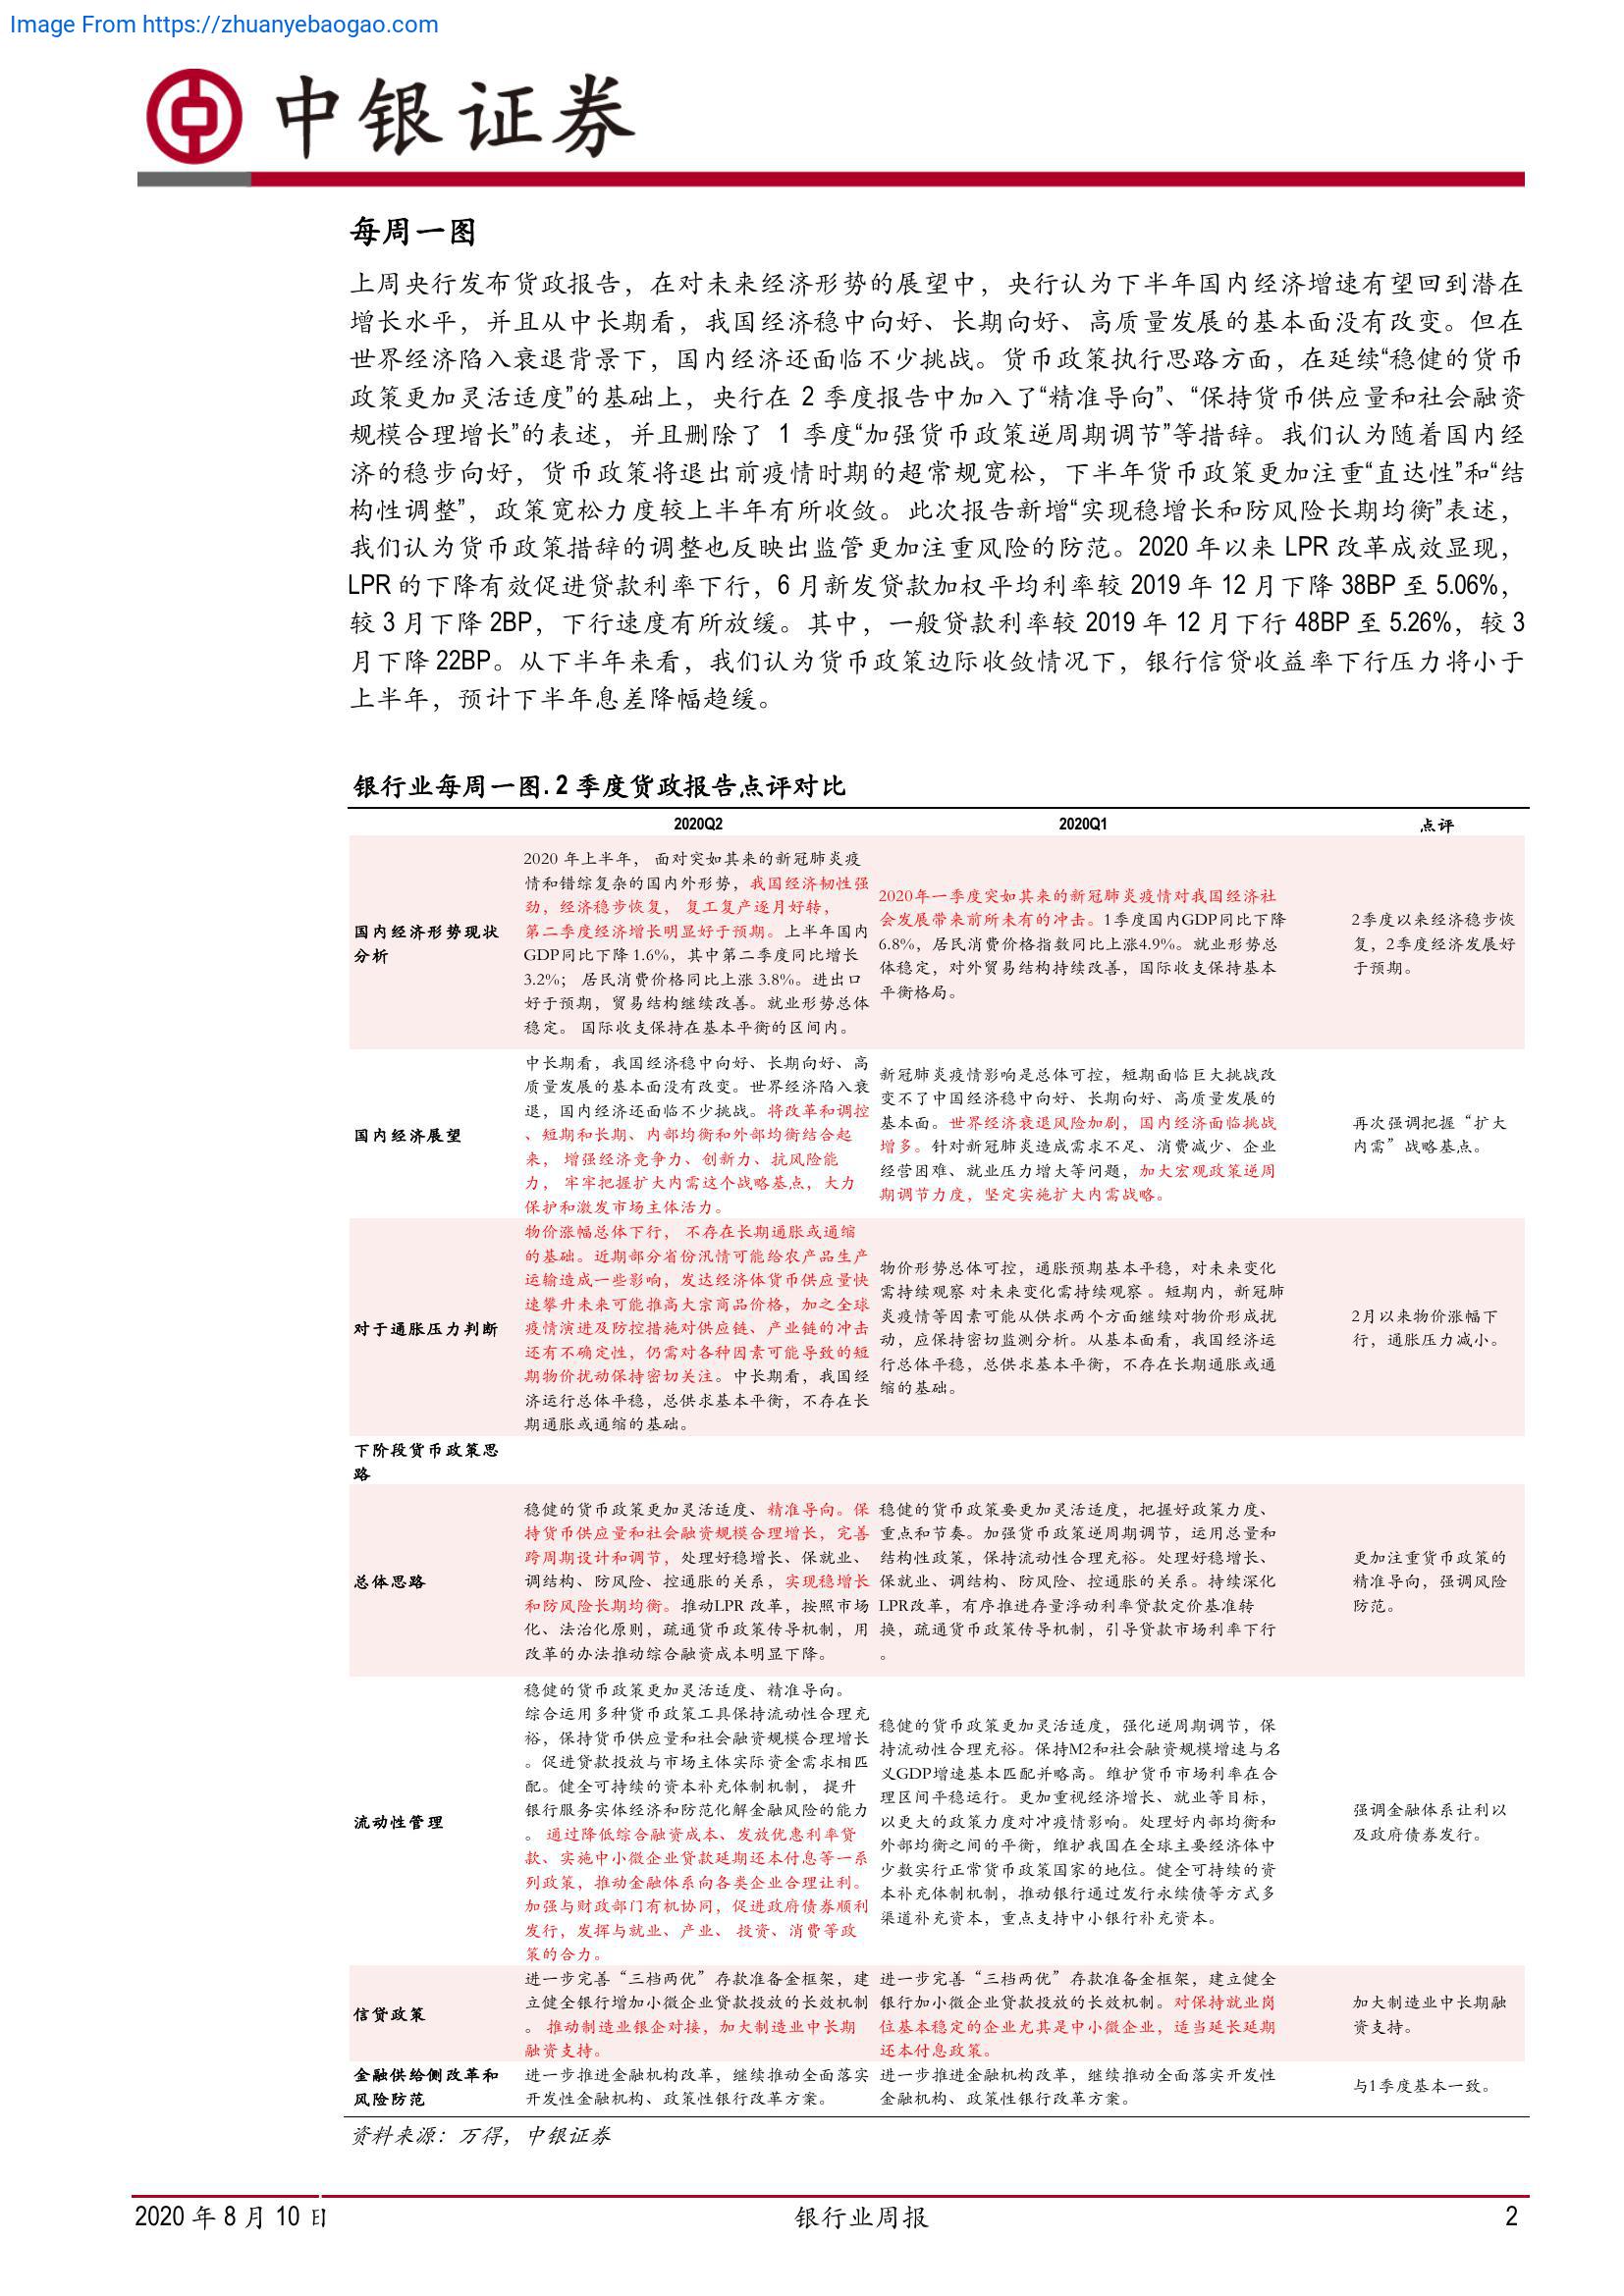 Image From https://zhuanyebaogao.com
中银证券
每周一图
上周央行发布货政报告，在对未来经济形势的展望中，央行认为下半年国内经济增速有望回到潜在
增长水平，并且从中长期看，我国经济稳中向好、长期向好、高质量发展的基本面没有改变。但在
世界经济陷入衰退背景下，国内经济还面临不少挑战。货币政策执行思路方面，在延续“稳健的货币
政策更加灵活适度”的基础上，央行在 2 季度报告中加入了“精准导向”、“保持货币供应量和社会融资
规模合理增长”的表述，并且删除了 1 季度“加强货币政策逆周期调节”等措辞。我们认为随着国内经
济的稳步向好，货币政策将退出前疫情时期的超常规宽松，下半年货币政策更加注重“直达性”和“结
构性调整”，政策宽松力度较上半年有所收敛。此次报告新增“实现稳增长和防风险长期均衡”表述，
我们认为货币政策措辞的调整也反映出监管更加注重风险的防范。2020 年以来 LPR 改革成效显现，
LPR 的下降有效促进贷款利率下行，6 月新发贷款加权平均利率较 2019 年 12 月下降 38BP 至 5.06%，
较 3 月下降 2BP，下行速度有所放缓。其中，一般贷款利率较 2019 年 12 月下行 48BP 至 5.26%，较 3
月下降 22BP。从下半年来看，我们认为货币政策边际收敛情况下，银行信贷收益率下行压力将小于
上半年，预计下半年息差降幅趋缓。
银行业每周一图. 2 季度货政报告点评对比
2020Q2 2020Q1 点评
国内经济形势现状
分析
2020 年上半年， 面对突如其来的新冠肺炎疫
情和错综复杂的国内外形势，我国经济韧性强
劲，经济稳步恢复， 复工复产逐月好转，
第二季度经济增长明显好于预期。上半年国内
GDP同比下降 1.6%，其中第二季度同比增长
3.2%； 居民消费价格同比上涨 3.8%。进出口
好于预期，贸易结构继续改善。就业形势总体
稳定。 国际收支保持在基本平衡的区间内。
2020年一季度突如其来的新冠肺炎疫情对我国经济社
会发展带来前所未有的冲击。1季度国内GDP同比下降
6.8%，居民消费价格指数同比上涨4.9%。就业形势总
体稳定，对外贸易结构持续改善，国际收支保持基本
平衡格局。
2季度以来经济稳步恢
复，2季度经济发展好
于预期。
国内经济展望
中长期看，我国经济稳中向好、长期向好、高
质量发展的基本面没有改变。世界经济陷入衰
退，国内经济还面临不少挑战。将改革和调控
、短期和长期、内部均衡和外部均衡结合起
来， 增强经济竞争力、创新力、抗风险能
力， 牢牢把握扩大内需这个战略基点，大力
保护和激发市场主体活力。
新冠肺炎疫情影响是总体可控，短期面临巨大挑战改
变不了中国经济稳中向好、长期向好、高质量发展的
基本面。世界经济衰退风险加剧，国内经济面临挑战
增多。针对新冠肺炎造成需求不足、消费减少、企业
经营困难、就业压力增大等问题，加大宏观政策逆周
期调节力度，坚定实施扩大内需战略。
再次强调把握“扩大
内需”战略基点。
对于通胀压力判断
物价涨幅总体下行， 不存在长期通胀或通缩
的基础。近期部分省份汛情可能给农产品生产
运输造成一些影响，发达经济体货币供应量快
速攀升未来可能推高大宗商品价格，加之全球
疫情演进及防控措施对供应链、产业链的冲击
还有不确定性，仍需对各种因素可能导致的短
期物价扰动保持密切关注。中长期看，我国经
济运行总体平稳，总供求基本平衡，不存在长
期通胀或通缩的基础。
物价形势总体可控，通胀预期基本平稳，对未来变化
需持续观察 对未来变化需持续观察 。短期内，新冠肺
炎疫情等因素可能从供求两个方面继续对物价形成扰
动，应保持密切监测分析。从基本面看，我国经济运
行总体平稳，总供求基本平衡，不存在长期通胀或通
缩的基础。
2月以来物价涨幅下
行，通胀压力减小。
下阶段货币政策思
路
总体思路
稳健的货币政策更加灵活适度、精准导向。保
持货币供应量和社会融资规模合理增长，完善
跨周期设计和调节，处理好稳增长、保就业、
调结构、防风险、控通胀的关系，实现稳增长
和防风险长期均衡。推动LPR 改革，按照市场
化、法治化原则，疏通货币政策传导机制，用
改革的办法推动综合融资成本明显下降。
稳健的货币政策要更加灵活适度，把握好政策力度、
重点和节奏。加强货币政策逆周期调节，运用总量和
结构性政策，保持流动性合理充裕。处理好稳增长、
保就业、调结构、防风险、控通胀的关系。持续深化
LPR改革，有序推进存量浮动利率贷款定价基准转
换，疏通货币政策传导机制，引导贷款市场利率下行
。
更加注重货币政策的
精准导向，强调风险
防范。
流动性管理
稳健的货币政策更加灵活适度、精准导向。
综合运用多种货币政策工具保持流动性合理充
裕，保持货币供应量和社会融资规模合理增长
。促进贷款投放与市场主体实际资金需求相匹
配。健全可持续的资本补充体制机制， 提升
银行服务实体经济和防范化解金融风险的能力
。 通过降低综合融资成本、发放优惠利率贷
款、实施中小微企业贷款延期还本付息等一系
列政策，推动金融体系向各类企业合理让利。
加强与财政部门有机协同，促进政府债券顺利
发行，发挥与就业、产业、 投资、消费等政
策的合力。
稳健的货币政策更加灵活适度，强化逆周期调节，保
持流动性合理充裕。保持M2和社会融资规模增速与名
义GDP增速基本匹配并略高。维护货币市场利率在合
理区间平稳运行。更加重视经济增长、就业等目标，
以更大的政策力度对冲疫情影响。处理好内部均衡和
外部均衡之间的平衡，维护我国在全球主要经济体中
少数实行正常货币政策国家的地位。健全可持续的资
本补充体制机制，推动银行通过发行永续债等方式多
渠道补充资本，重点支持中小银行补充资本。
强调金融体系让利以
及政府债券发行。
信贷政策
进一步完善“三档两优”存款准备金框架，建
立健全银行增加小微企业贷款投放的长效机制
。 推动制造业银企对接，加大制造业中长期
融资支持。
进一步完善“三档两优”存款准备金框架，建立健全
银行加小微企业贷款投放的长效机制。对保持就业岗
位基本稳定的企业尤其是中小微企业，适当延长延期
还本付息政策。
加大制造业中长期融
资支持。
金融供给侧改革和
风险防范
进一步推进金融机构改革，继续推动全面落实
开发性金融机构、政策性银行改革方案。
进一步推进金融机构改革，继续推动全面落实开发性
金融机构、政策性银行改革方案。
与1季度基本一致。
资料来源：万得，中银证券
2020 年 8 月 10 日 银行业周报 2